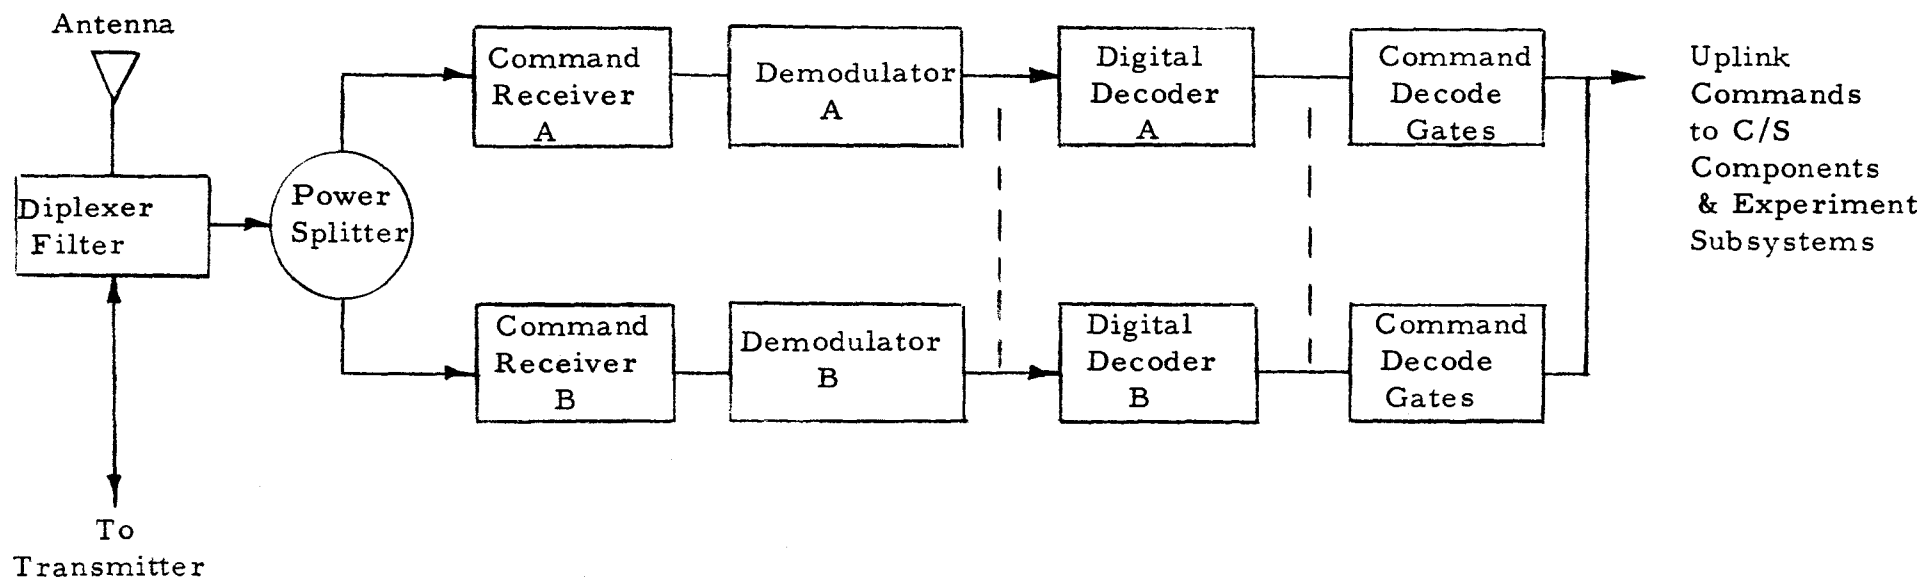 Antenna
Diplexer
Filter
To
Transmitter
Power
Splitter
Command
Receiver
A
Demodulator
A
Digital
Decoder
A
Command
Decode
Gates
Uplink
Commands
to C/S
Components
& Experiment
Subsystems
Command
Receiver
B
Demodulator
B
Digital
Decoder
B
Command
Decode
Gates